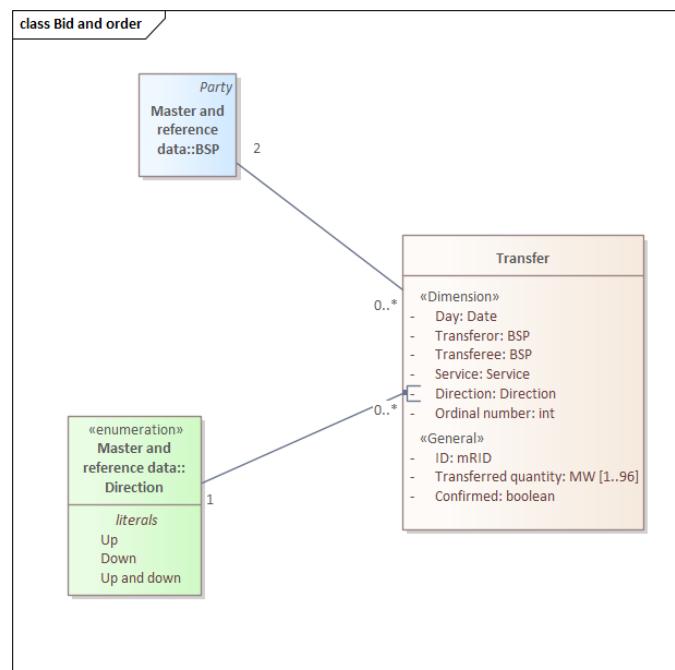 class Bid and order
Party
Master and
reference
data::BSP
2
0..*
Transfer
«Dimension»
- Day: Date
- Transferor: BSP
- Transferee: BSP
- Service: Service
- Direction: Direction
- Ordinal number: int
«General»
- ID: mRID
- Transferred quantity: MW [1..96]
- Confirmed: boolean
0..*
1
«enumeration»
Master and
reference data::
Direction
literals
Up
Down
Up and down